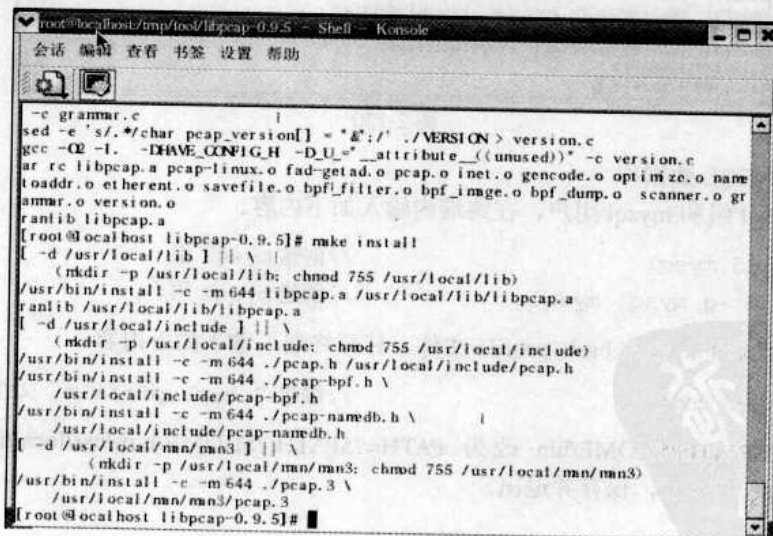 root@localhost:/tmp/tool/libpcap-0.9.5 - Shell - Konsole
会话 编辑 查看 书签 设置 帮助
-c grammar.c
sed -e 's/.*/char pcap_version[] = "&";/' ./VERSION > version.c
gcc -O2 -I. -DHAVE_CONFIG_H -D_U_="__attribute__((unused))" -c version.c
ar rc libpcap.a pcap-linux.o fad-getad.o pcap.o inet.o gencode.o optimize.o name
toaddr.o etherent.o savefile.o bpf_filter.o bpf_image.o bpf_dump.o scanner.o gr
ammar.o version.o
ranlib libpcap.a
[root@localhost libpcap-0.9.5]# make install
[ -d /usr/local/lib ] || \
(mkdir -p /usr/local/lib; chmod 755 /usr/local/lib)
/usr/bin/install -c -m 644 libpcap.a /usr/local/lib/libpcap.a
ranlib /usr/local/lib/libpcap.a
[ -d /usr/local/include ] || \
(mkdir -p /usr/local/include; chmod 755 /usr/local/include)
/usr/bin/install -c -m 644 ./pcap.h /usr/local/include/pcap.h
/usr/bin/install -c -m 644 ./pcap-bpf.h \
/usr/local/include/pcap-bpf.h
/usr/bin/install -c -m 644 ./pcap-namedb.h \
/usr/local/include/pcap-namedb.h
[ -d /usr/local/man/man3 ] || \
(mkdir -p /usr/local/man/man3; chmod 755 /usr/local/man/man3)
/usr/bin/install -c -m 644 ./pcap.3 \
/usr/local/man/man3/pcap.3
[root@localhost libpcap-0.9.5]#